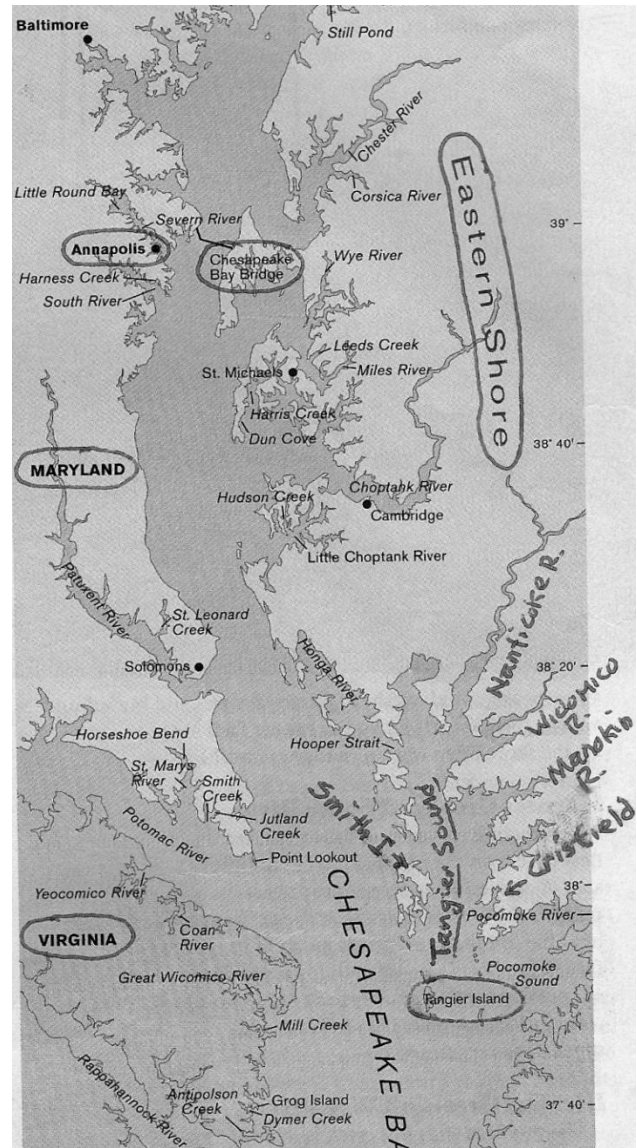 Baltimore
Still Pond
Chester River
Little Round Bay
Corsica River
Severn River
39°
Annapolis
Chesapeake
Bay Bridge
Wye River
Eastern Shore
Harness Creek
South River
Leeds Creek
St. Michaels
Miles River
Harris Creek
Dun Cove
38° 40'
MARYLAND
Choptank River
Hudson Creek
Cambridge
Little Choptank River
Patuxent River
St. Leonard
Creek
Honga River
Nanticoke R.
Solomons
38° 20'
Wicomico
R.
Horseshoe Bend
Hooper Strait
Manokin
R.
St. Marys
River
Smith
Creek
Smith I.
Tangier Sound
Jutland
Creek
Potomac River
Crisfield
Point Lookout
38°
Yeocomico River
CHESAPEAKE BA
Pocomoke River
VIRGINIA
Coan
River
Pocomoke
Sound
Great Wicomico River
Tangier Island
Mill Creek
Rappahannock River
Antipolson
Creek
Grog Island
Dymer Creek
37° 40'